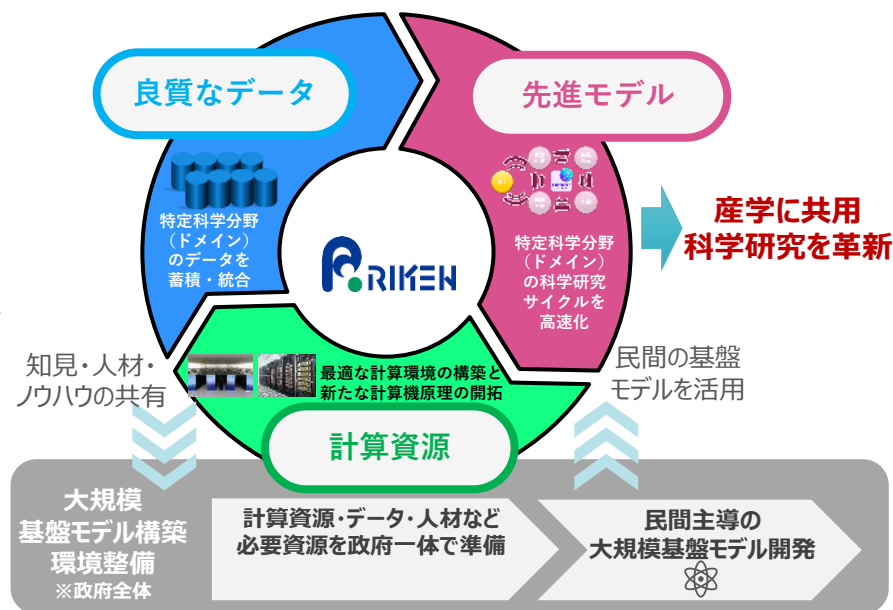 良質なデータ
先進モデル
特定科学分野
（ドメイン）
のデータを
蓄積・統合
RIKEN
特定科学分野
（ドメイン）
の科学研究
サイクルを
高速化
産学に共用
科学研究を革新
知見・人材・
ノウハウの共有
最適な計算環境の構築と
新たな計算機原理の開拓
民間の基盤
モデルを活用
計算資源
大規模
基盤モデル構築
環境整備
※政府全体
計算資源・データ・人材など
必要資源を政府一体で準備
民間主導の
大規模基盤モデル開発